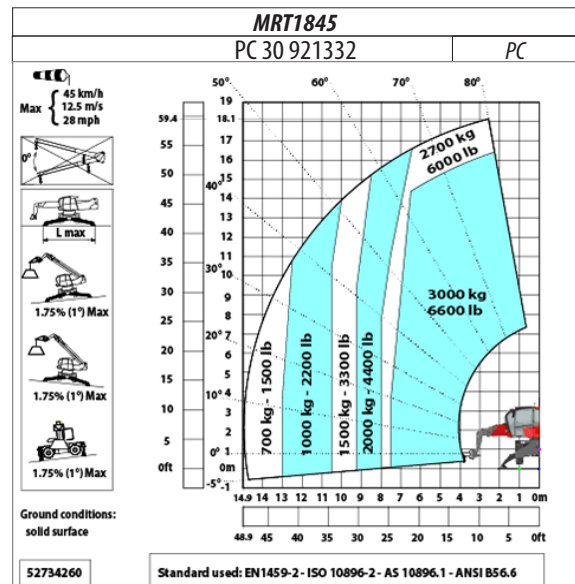 MRT1845
PC 30 921332 PC
Max { 45 km/h
12.5 m/s
28 mph
0°
L max
1.75% (1°) Max
1.75% (1°) Max
1.75% (1°) Max
Ground conditions:
solid surface
52734260
50° 60° 70° 80°
40°
30°
20°
10°
0°
-5°
59.4
55
50
45
40
35
30
25
20
15
10
5
0ft
19
18.1
17
16
15
14
13
12
11
10
9
8
7
6
5
4
3
2
1
0m
-1
2700 kg
6000 lb
3000 kg
6600 lb
700 kg - 1500 lb
1000 kg - 2200 lb
1500 kg - 3300 lb
2000 kg - 4400 lb
14.9 14 13 12 11 10 9 8 7 6 5 4 3 2 1 0m
48.9 45 40 35 30 25 20 15 10 5 0ft
Standard used: EN1459-2 - ISO 10896-2 - AS 10896.1 - ANSI B56.6